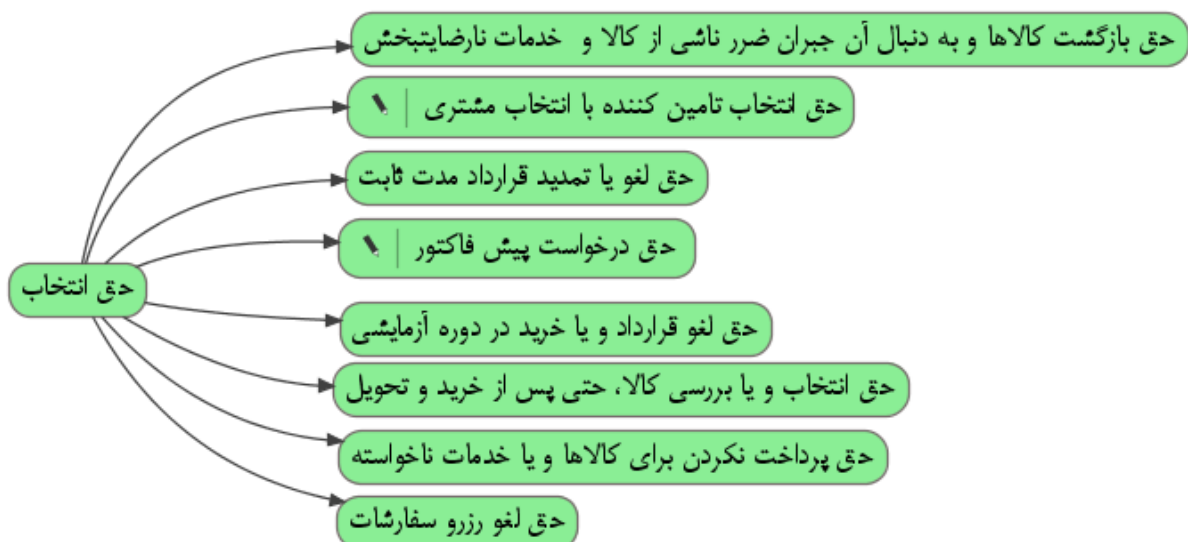 حق انتخاب
حق بازگشت کالاها و به دنبال آن جبران ضرر ناشی از کالا و خدمات نارضایتبخش
حق انتخاب تامین کننده با انتخاب مشتری
حق لغو یا تمدید قرارداد مدت ثابت
حق درخواست پیش فاکتور
حق لغو قرارداد و یا خرید در دوره آزمایشی
حق انتخاب و یا بررسی کالا، حتی پس از خرید و تحویل
حق پرداخت نکردن برای کالاها و یا خدمات ناخواسته
حق لغو رزرو سفارشات